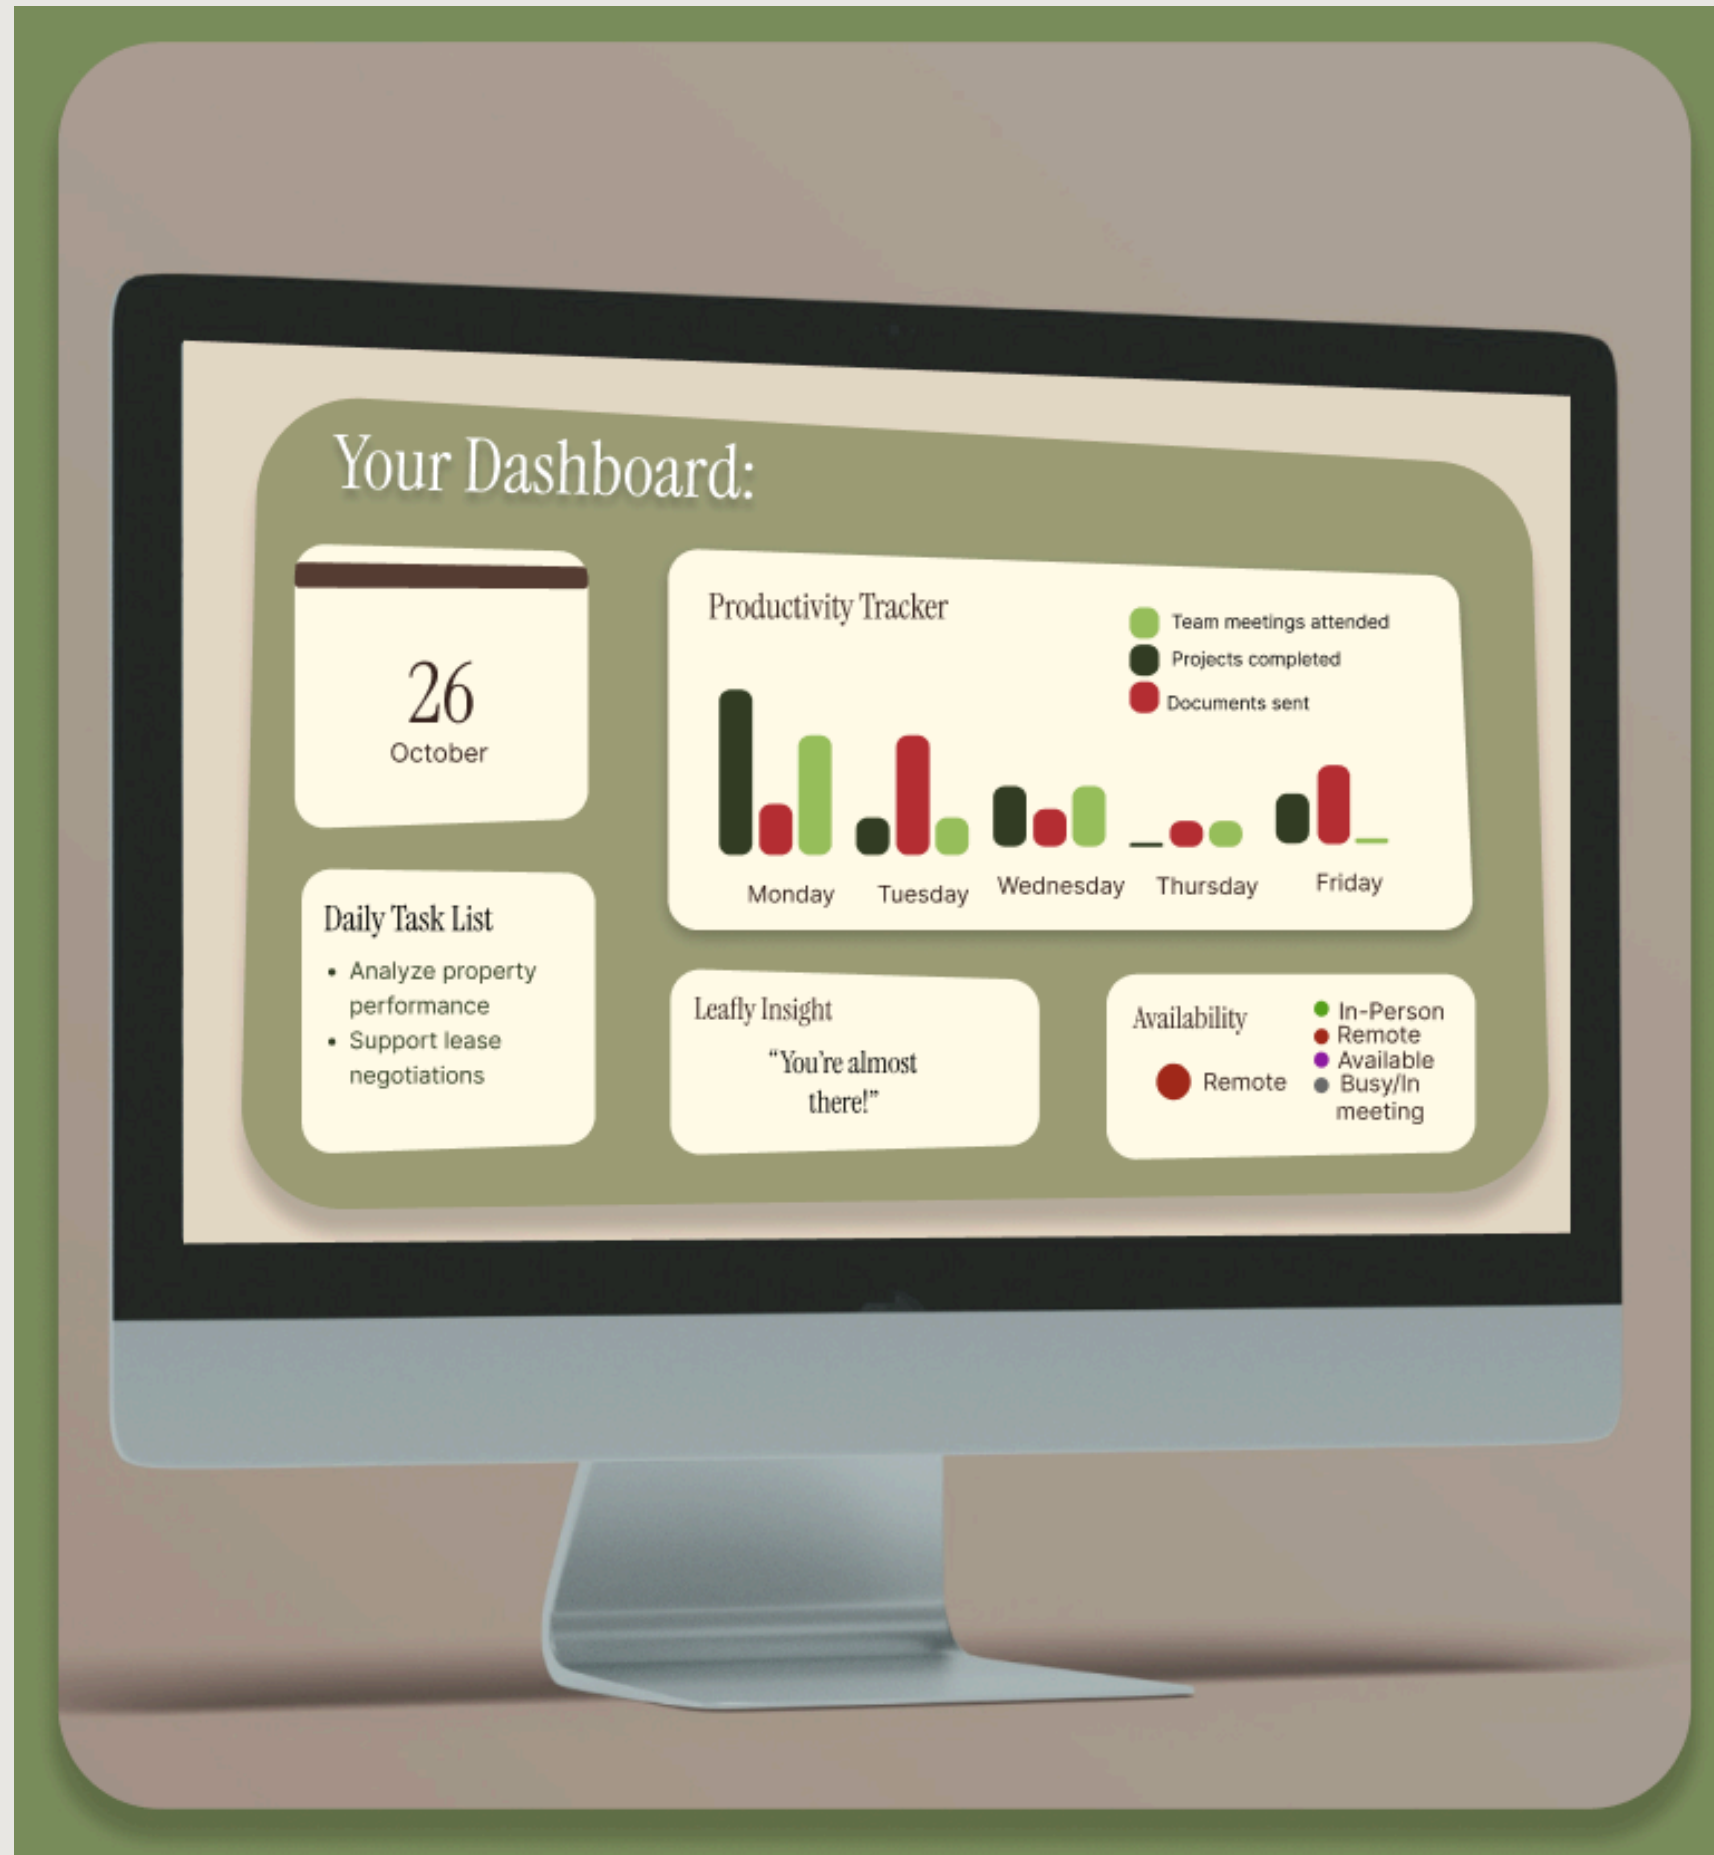 Your Dashboard:
26
October
Productivity Tracker
Team meetings attended
Projects completed
Documents sent
Monday
Tuesday
Wednesday
Thursday
Friday
Daily Task List
• Analyze property
performance
• Support lease
negotiations
Leafly Insight
“You’re almost
there!”
Availability
Remote
In-Person
Remote
Available
Busy/In
meeting